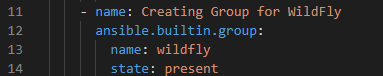 11 - name: Creating Group for WildFly
12 ansible.builtin.group:
13 name: wildfly
14 state: present